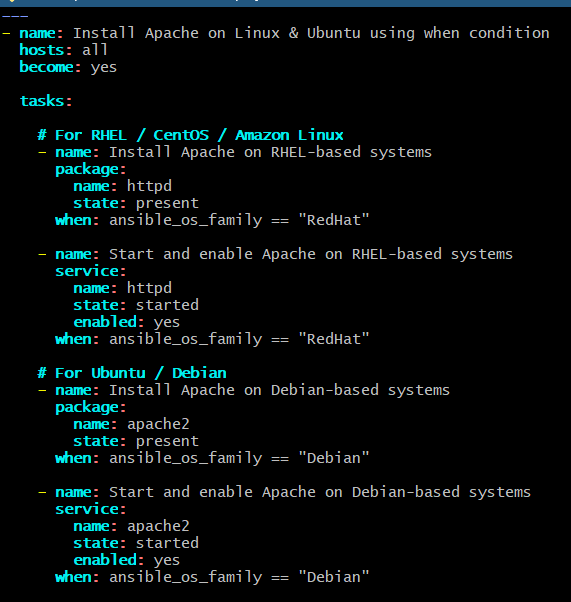 ---
- name: Install Apache on Linux & Ubuntu using when condition
  hosts: all
  become: yes

  tasks:

    # For RHEL / CentOS / Amazon Linux
    - name: Install Apache on RHEL-based systems
      package:
        name: httpd
        state: present
      when: ansible_os_family == "RedHat"

    - name: Start and enable Apache on RHEL-based systems
      service:
        name: httpd
        state: started
        enabled: yes
      when: ansible_os_family == "RedHat"

    # For Ubuntu / Debian
    - name: Install Apache on Debian-based systems
      package:
        name: apache2
        state: present
      when: ansible_os_family == "Debian"

    - name: Start and enable Apache on Debian-based systems
      service:
        name: apache2
        state: started
        enabled: yes
      when: ansible_os_family == "Debian"